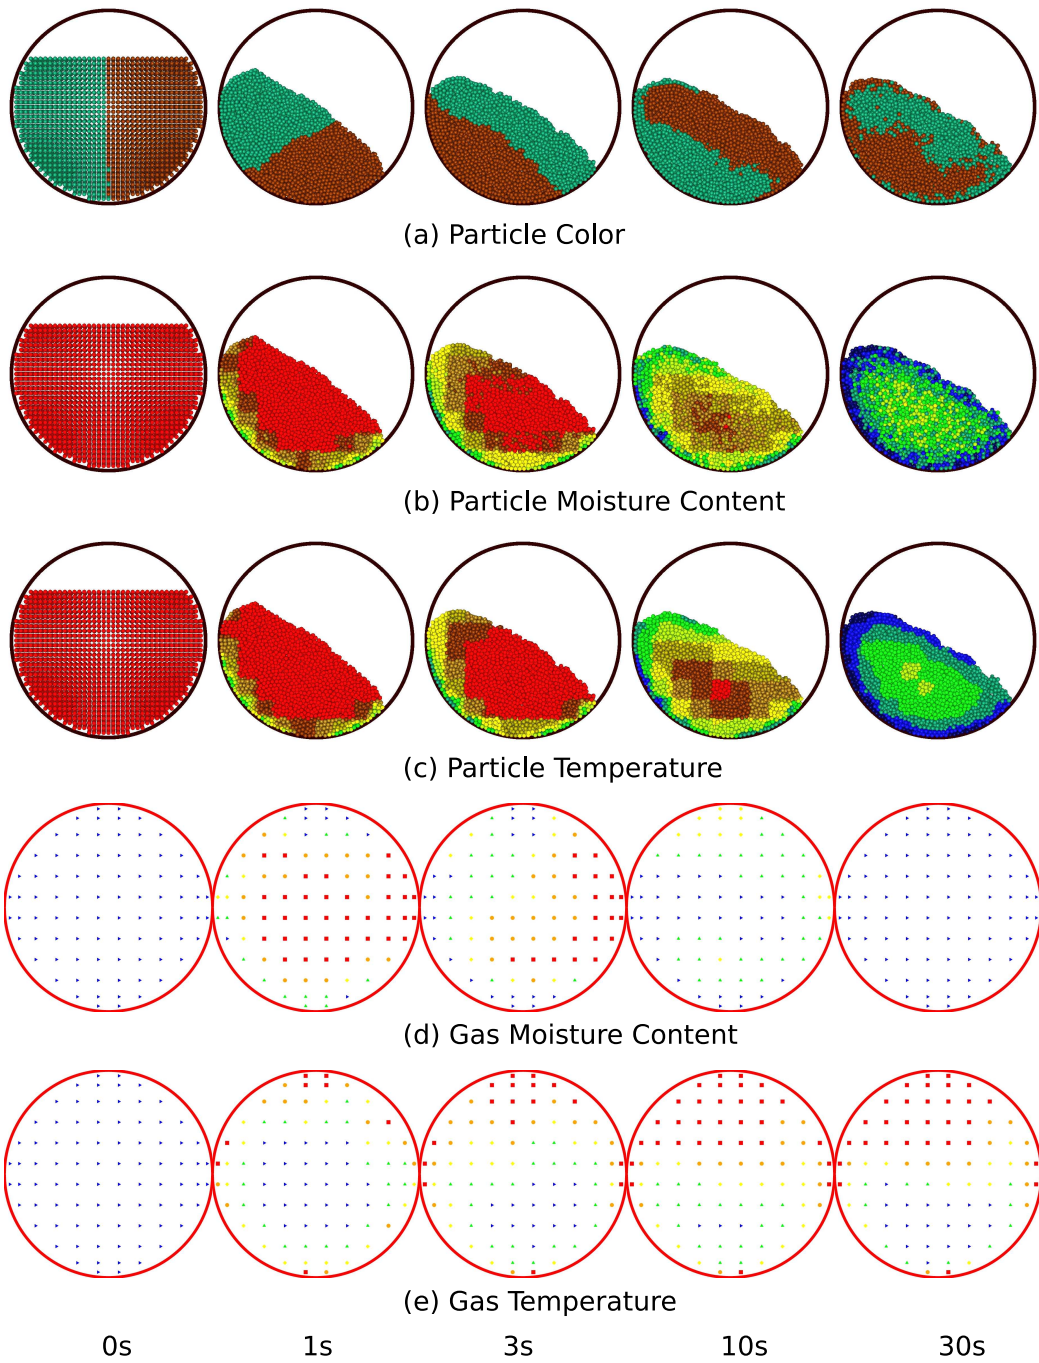 (a) Particle Color
(b) Particle Moisture Content
(c) Particle Temperature
(d) Gas Moisture Content
(e) Gas Temperature
0s 1s 3s 10s 30s